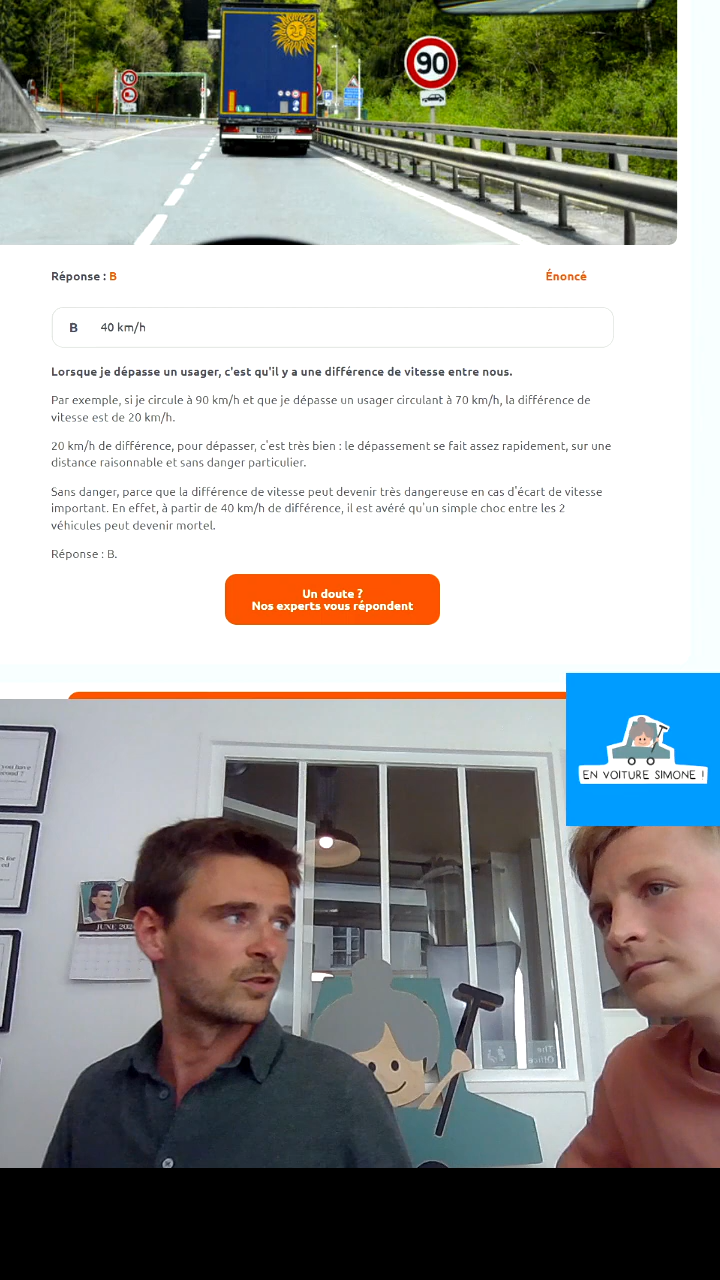 70
90
Réponse : B
Énoncé
B 40 km/h
Lorsque je dépasse un usager, c'est qu'il y a une différence de vitesse entre nous.
Par exemple, si je circule à 90 km/h et que je dépasse un usager circulant à 70 km/h, la différence de
vitesse est de 20 km/h.
20 km/h de différence, pour dépasser, c'est très bien : le dépassement se fait assez rapidement, sur une
distance raisonnable et sans danger particulier.
Sans danger, parce que la différence de vitesse peut devenir très dangereuse en cas d'écart de vitesse
important. En effet, à partir de 40 km/h de différence, il est avéré qu'un simple choc entre les 2
véhicules peut devenir mortel.
Réponse : B.
Un doute ?
Nos experts vous répondent
EN VOITURE SIMONE !
you have
JUNE
The
Office